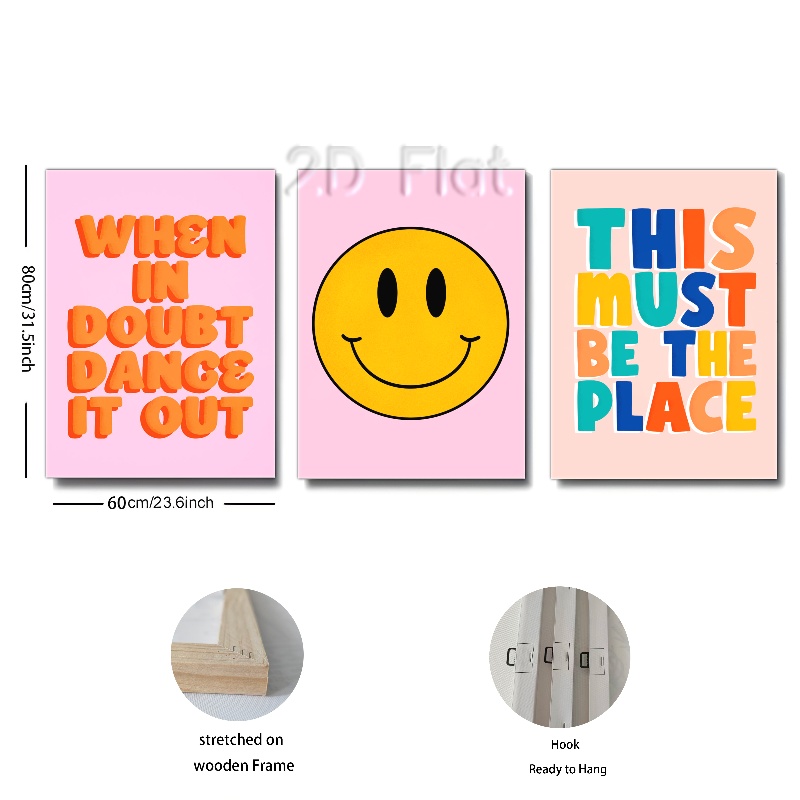 2D Flat
WHEN
IN
DOUBT
DANCE
IT OUT
THIS
MUST
BE THE
PLACE
80cm/31.5inch
60cm/23.6inch
stretched on
wooden Frame
Hook
Ready to Hang